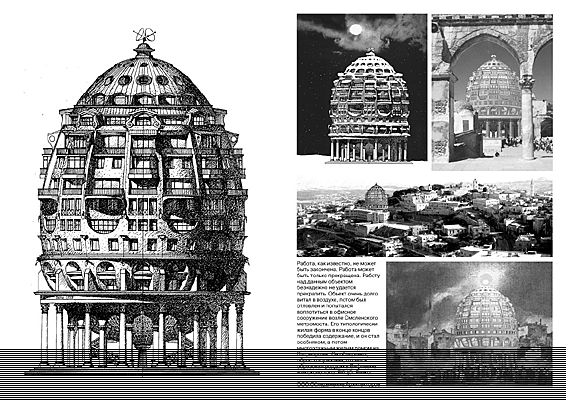 Работа, как известно, не может
быть закончена. Работа может
быть только прекращена. Работу
над данным объектом
безнадежно не удается
прекратить. Объект очень долго
витал в воздухе, потом был
отловлен и попытался
воплотиться в офисное
сооружение возле Смоленского
метромоста. Его типологически
жилая форма в конце концов
победила содержание, и он стал
особняком, а потом